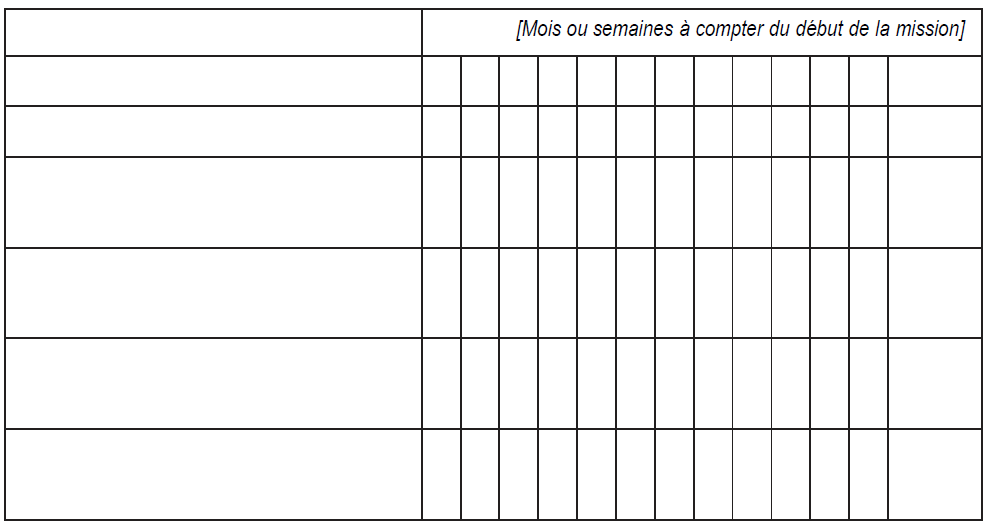 [Mois ou semaines à compter du début de la mission]